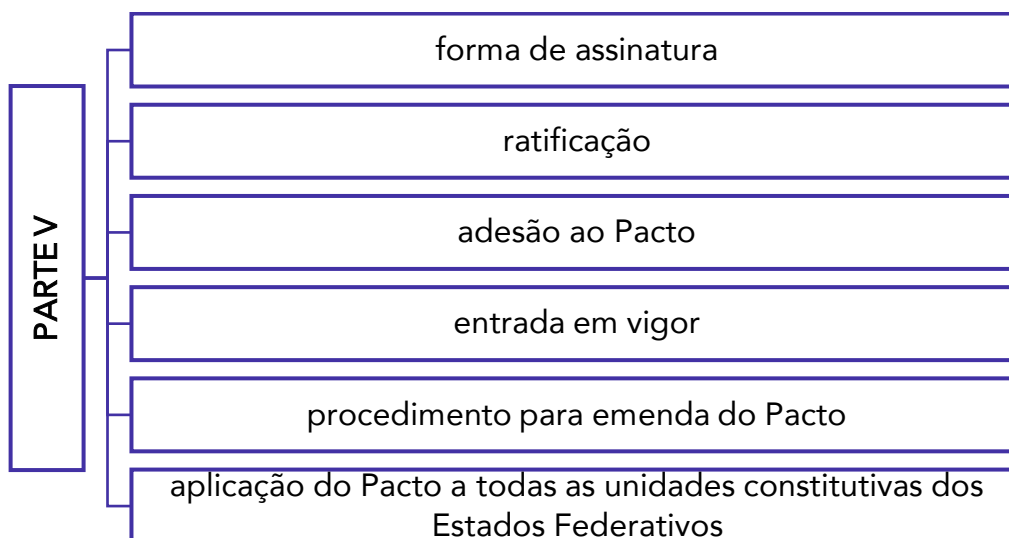 PARTE V
forma de assinatura
ratificação
adesão ao Pacto
entrada em vigor
procedimento para emenda do Pacto
aplicação do Pacto a todas as unidades constitutivas dos
Estados Federativos